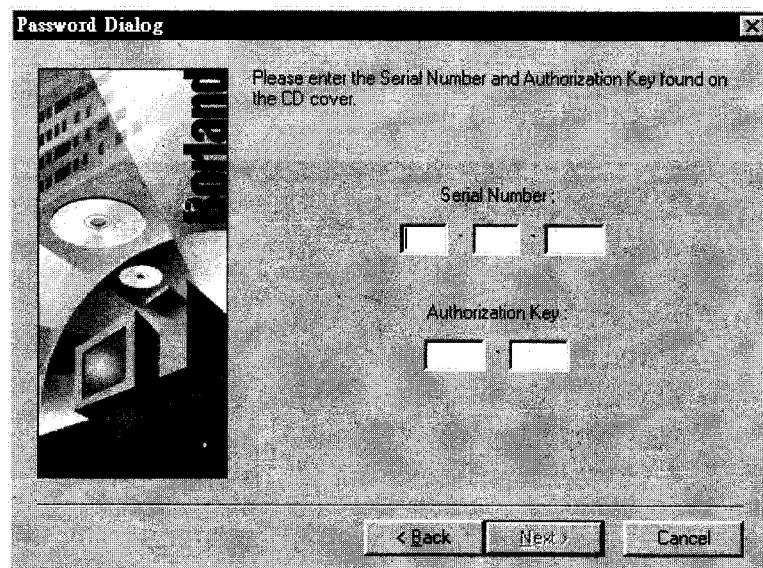 Password Dialog
Please enter the Serial Number and Authorization Key found on
the CD cover.
Borland
Serial Number :
- -
Authorization Key :
-
< Back
Next >
Cancel